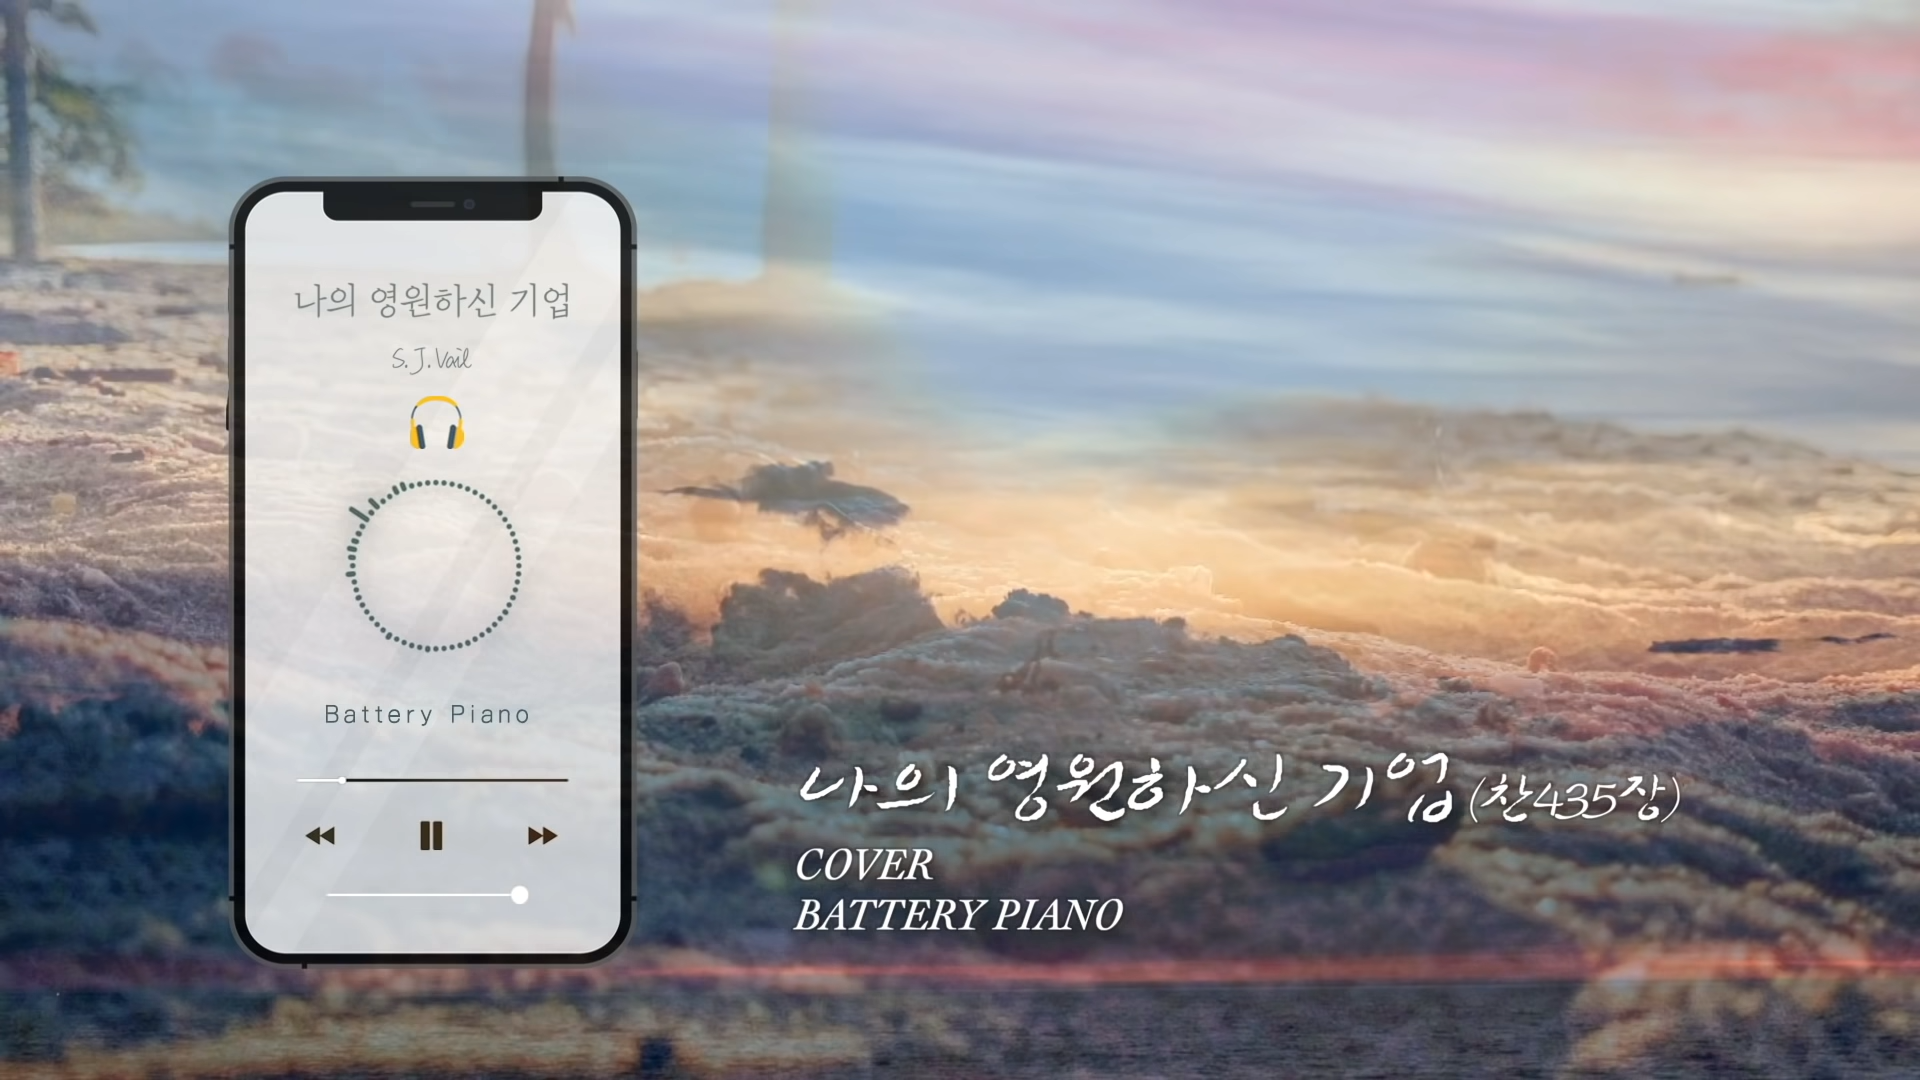 나의 영원하신 기업
S. J. Vail
Battery Piano
나의 영원하신 기업 (찬435장)
COVER
BATTERY PIANO